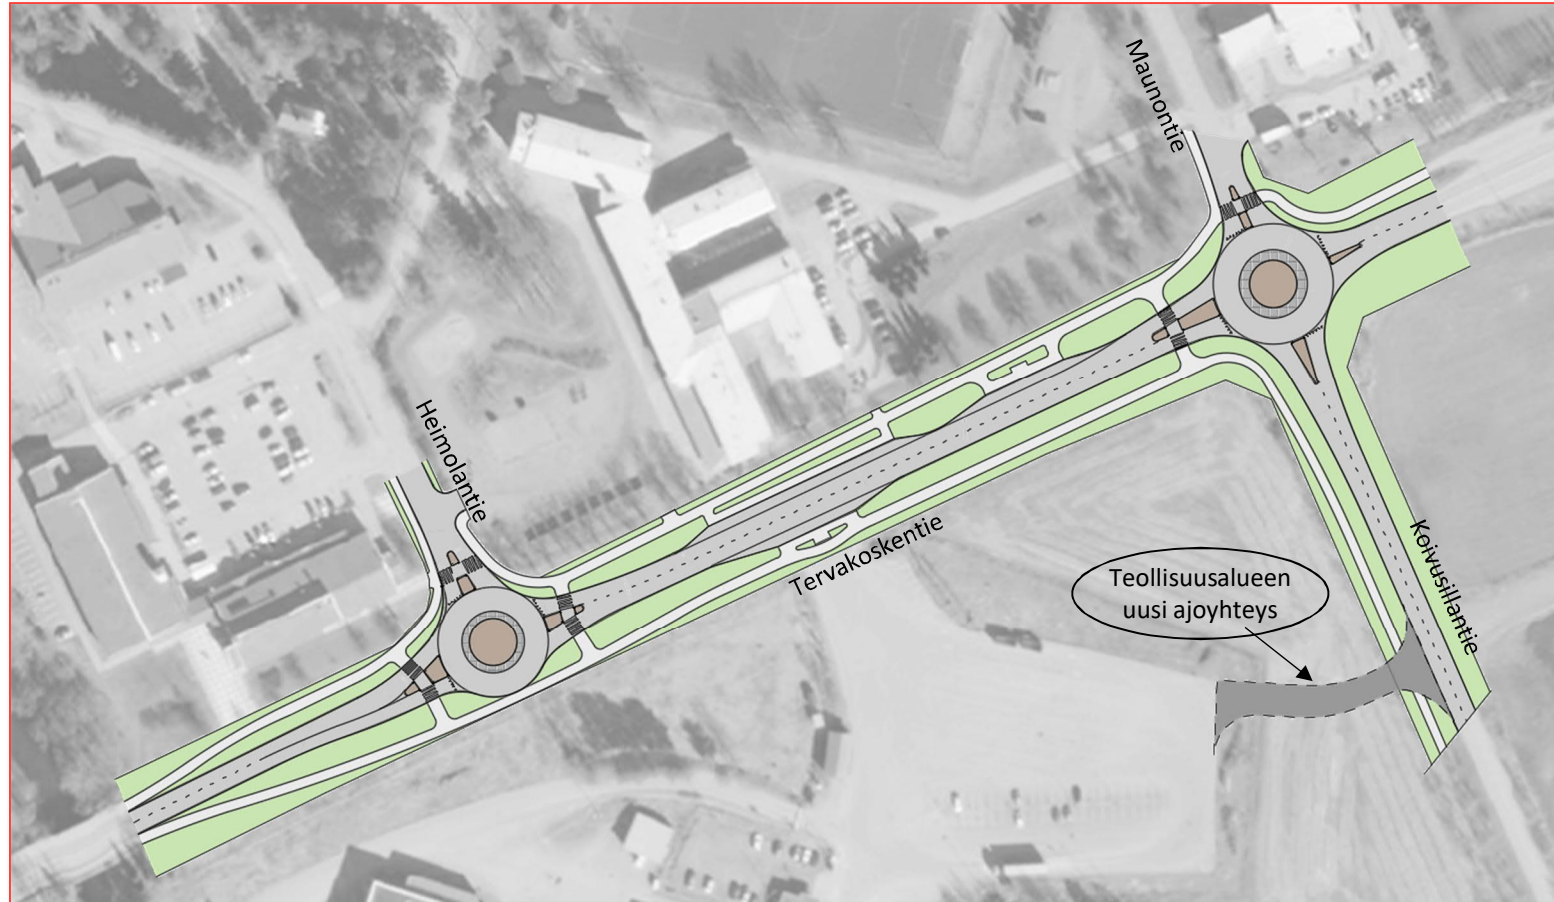 Maunontie
Heimolantie
Tervakoskentie
Teollisuusalueen
uusi ajoyhteys
Koivusillantie